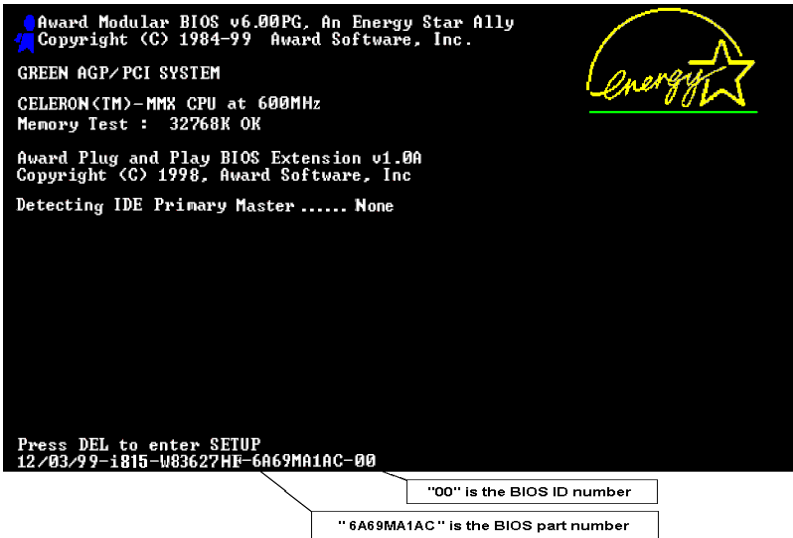 Award Modular BIOS v6.00PG, An Energy Star Ally
Copyright (C) 1984-99 Award Software, Inc.
energy
GREEN AGP/PCI SYSTEM
CELERON(TM)-MMX CPU at 600MHz
Memory Test : 32768K OK
Award Plug and Play BIOS Extension v1.0A
Copyright (C) 1998, Award Software, Inc
Detecting IDE Primary Master ...... None
Press DEL to enter SETUP
12/03/99-i815-W83627HF-6A69MA1AC-00
"00" is the BIOS ID number
"6A69MA1AC" is the BIOS part number